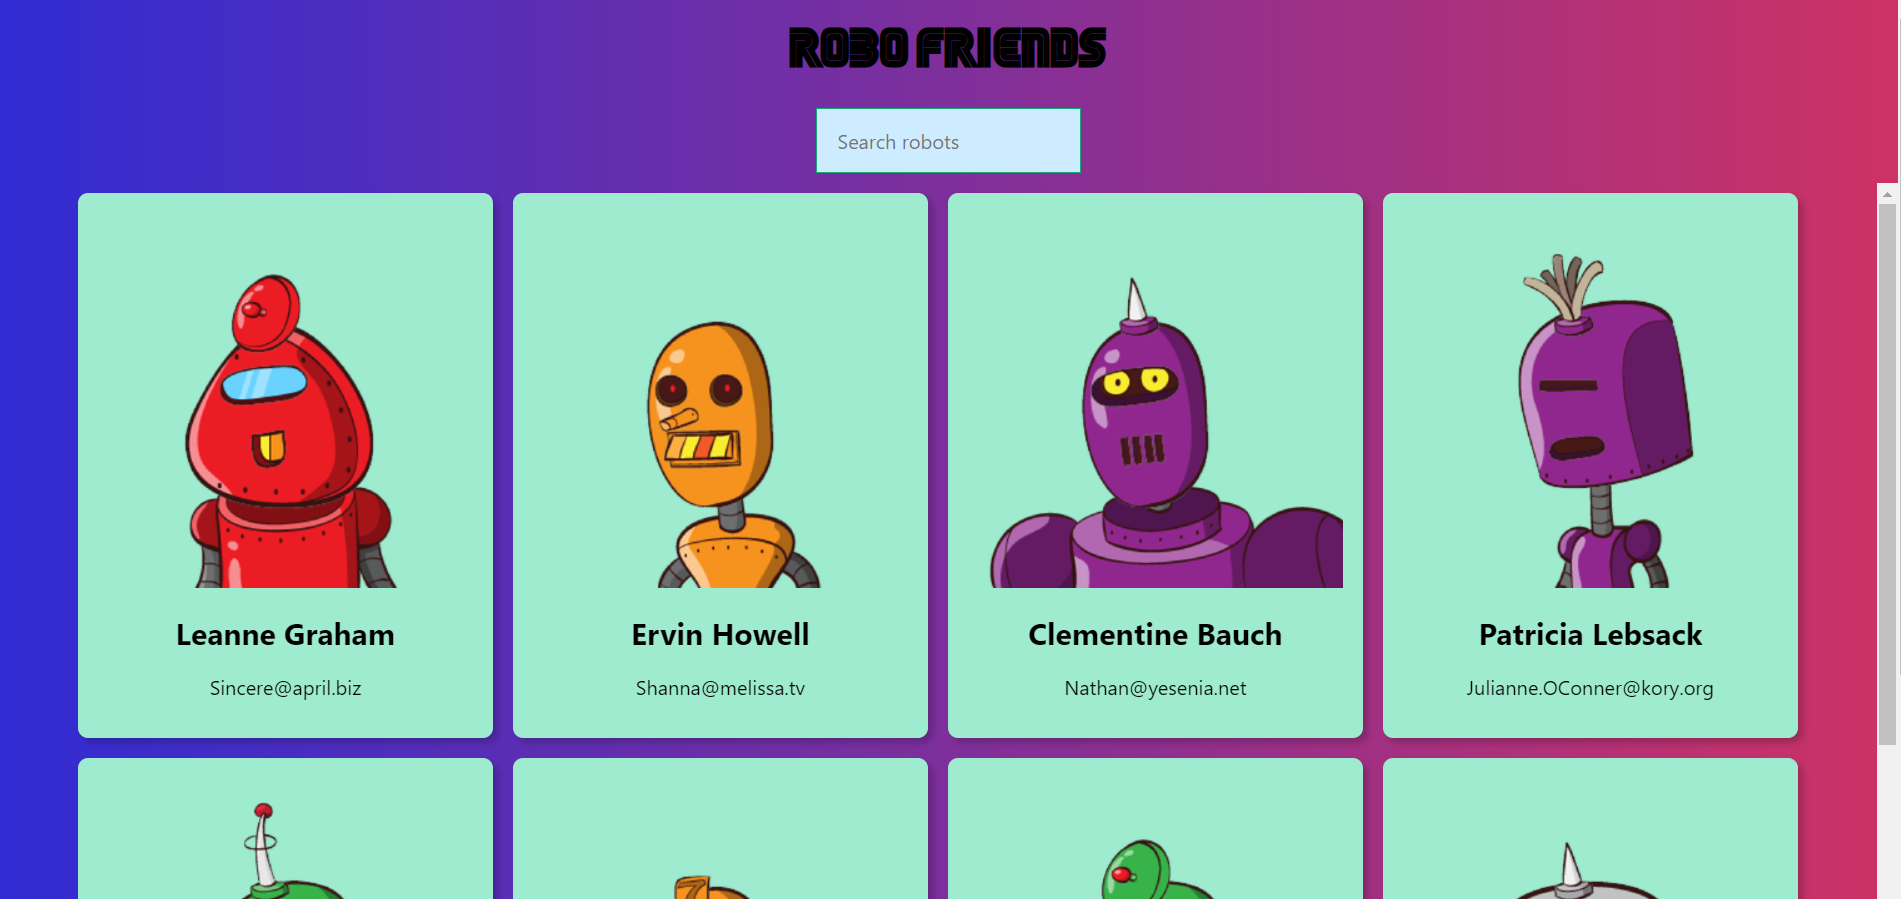 ROBO FRIENDS
Search robots
Leanne Graham
Ervin Howell
Clementine Bauch
Patricia Lebsack
Sincere@april.biz
Shanna@melissa.tv
Nathan@yesenia.net
Julianne.OConner@kory.org
7